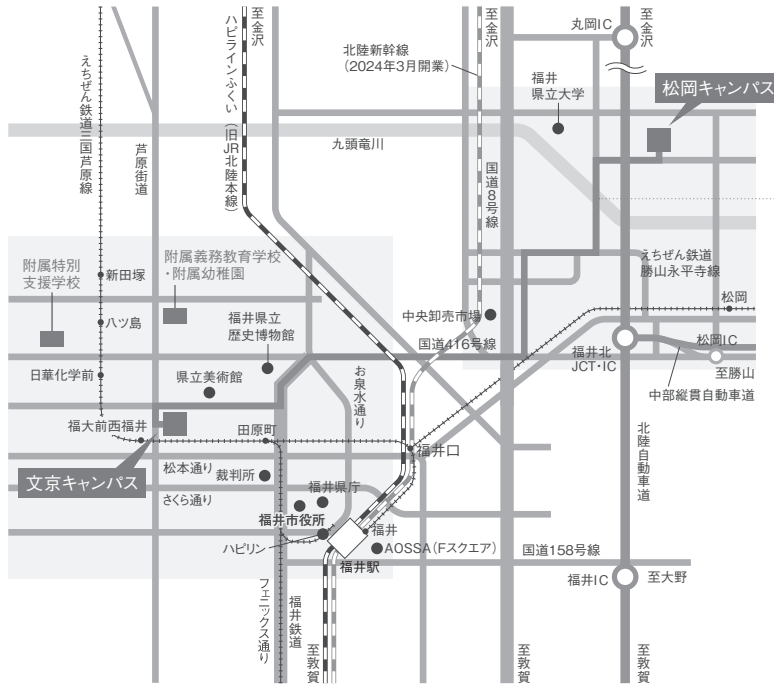 至金沢
ハピラインふくい（旧JR北陸本線）
えちぜん鉄道三国芦原線
芦原街道
北陸新幹線
（2024年3月開業）
至金沢
丸岡IC
至金沢
福井
県立大学
松岡キャンパス
九頭竜川
国道8号線
附属特別
支援学校
附属義務教育学校
・附属幼稚園
新田塚
えちぜん鉄道
勝山永平寺線
松岡
八ツ島
福井県立
歴史博物館
中央卸売市場
国道416号線
福井北
JCT・IC
松岡IC
至勝山
日華化学前
県立美術館
お泉水通り
中部縦貫自動車道
福大前西福井
田原町
福井口
北陸自動車道
文京キャンパス
松本通り
裁判所
さくら通り
福井県庁
福井市役所
福井
ハピリン
AOSSA（Fスクエア）
国道158号線
福井駅
福井IC
至大野
フェニックス通り
福井鉄道
至敦賀
至敦賀
至敦賀